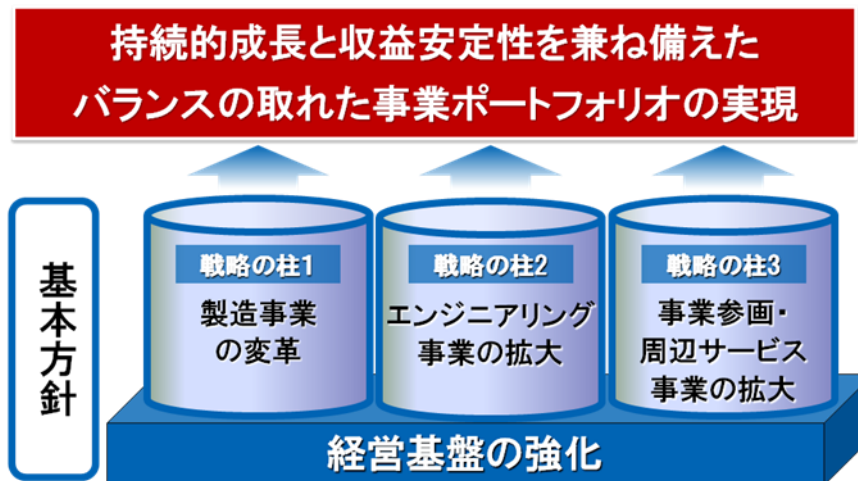 持続的成長と収益安定性を兼ね備えた
バランスの取れた事業ポートフォリオの実現
基本方針
戦略の柱1
製造事業
の変革
戦略の柱2
エンジニアリング
事業の拡大
戦略の柱3
事業参画・
周辺サービス
事業の拡大
経営基盤の強化